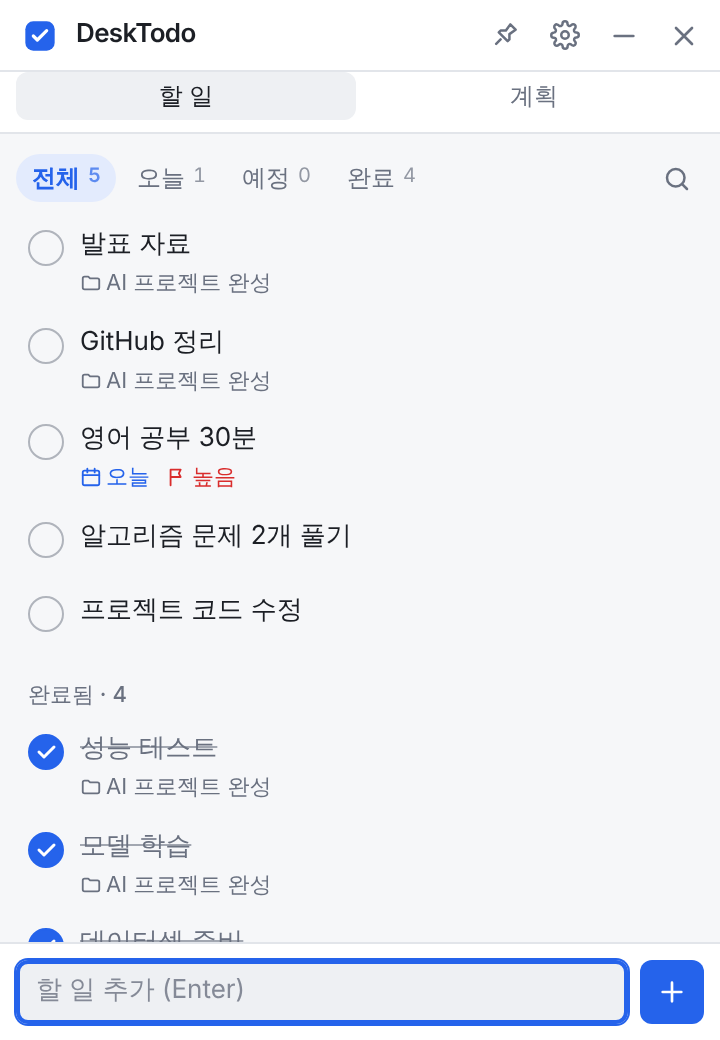 DeskTodo
할 일
계획
전체 5 오늘 1 예정 0 완료 4
발표 자료
AI 프로젝트 완성
GitHub 정리
AI 프로젝트 완성
영어 공부 30분
오늘 높음
알고리즘 문제 2개 풀기
프로젝트 코드 수정
완료됨 · 4
성능 테스트
AI 프로젝트 완성
모델 학습
AI 프로젝트 완성
할 일 추가 (Enter)